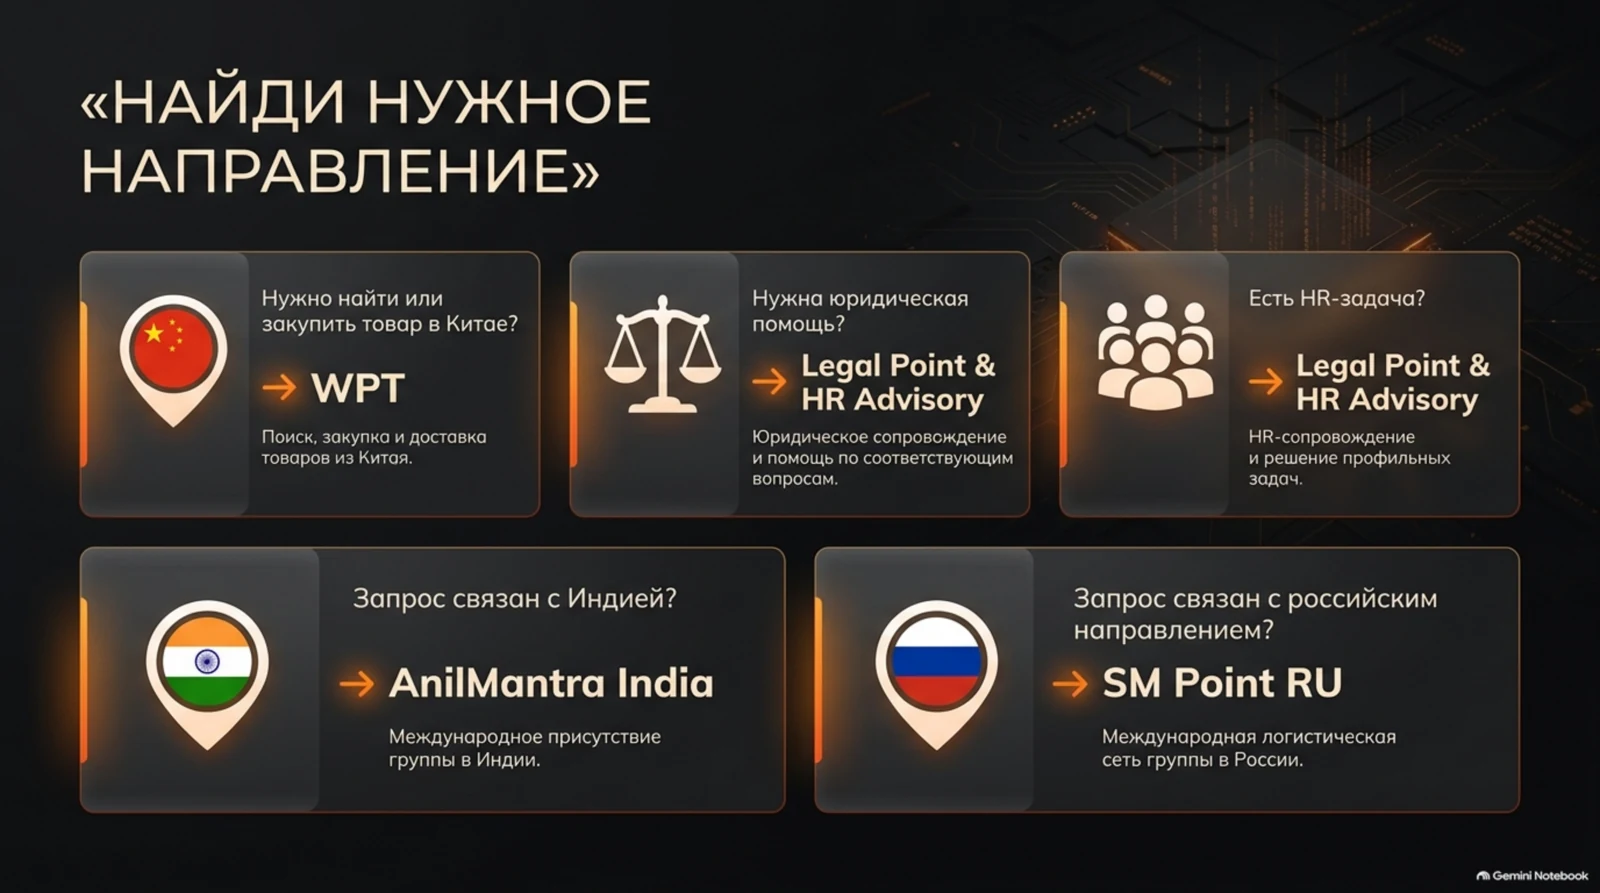 «НАЙДИ НУЖНОЕ
НАПРАВЛЕНИЕ»
Нужно найти или
закупить товар в Китае?
→ WPT
Поиск, закупка и доставка
товаров из Китая.
Нужна юридическая
помощь?
→ Legal Point &
HR Advisory
Юридическое сопровождение
и помощь по соответствующим
вопросам.
Есть HR-задача?
→ Legal Point &
HR Advisory
HR-сопровождение
и решение профильных
задач.
Запрос связан с Индией?
→ AnilMantra India
Международное присутствие
группы в Индии.
Запрос связан с российским
направлением?
→ SM Point RU
Международная логистическая
сеть группы в России.
Gemini Notebook